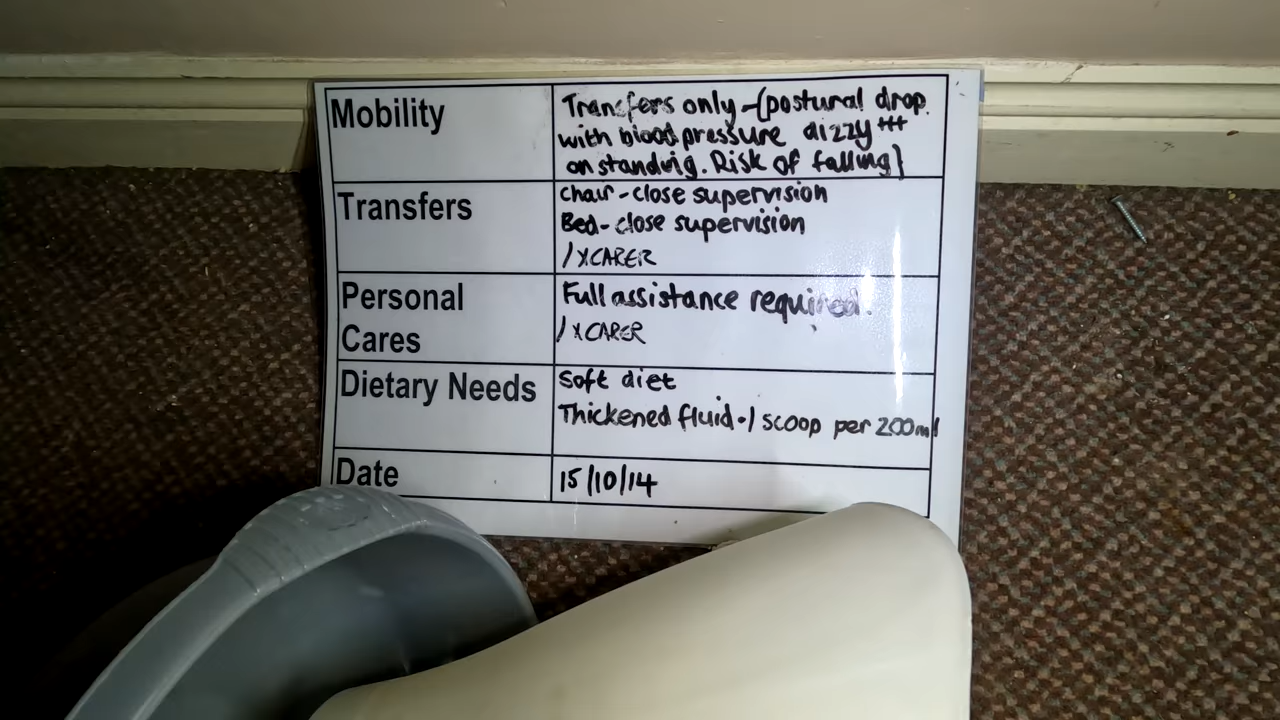 Mobility
Transfers only - (postural drop
with blood pressure dizzy +++
on standing. Risk of falling)
Transfers
Chair - close supervision
Bed - close supervision
1 X CARER
Personal
Cares
Full assistance required.
1 X CARER
Dietary Needs
Soft diet
Thickened fluid • 1 scoop per 200ml
Date
15/10/14